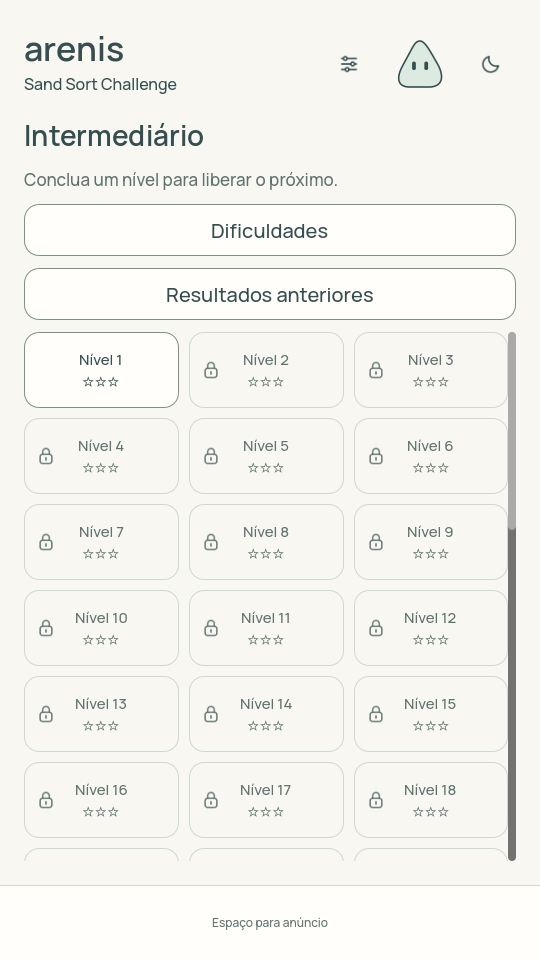 arenis
Sand Sort Challenge
Intermediário
Conclua um nível para liberar o próximo.
Dificuldades
Resultados anteriores
Nível 1
☆☆☆
Nível 2
☆☆☆
Nível 3
☆☆☆
Nível 4
☆☆☆
Nível 5
☆☆☆
Nível 6
☆☆☆
Nível 7
☆☆☆
Nível 8
☆☆☆
Nível 9
☆☆☆
Nível 10
☆☆☆
Nível 11
☆☆☆
Nível 12
☆☆☆
Nível 13
☆☆☆
Nível 14
☆☆☆
Nível 15
☆☆☆
Nível 16
☆☆☆
Nível 17
☆☆☆
Nível 18
☆☆☆
Espaço para anúncio